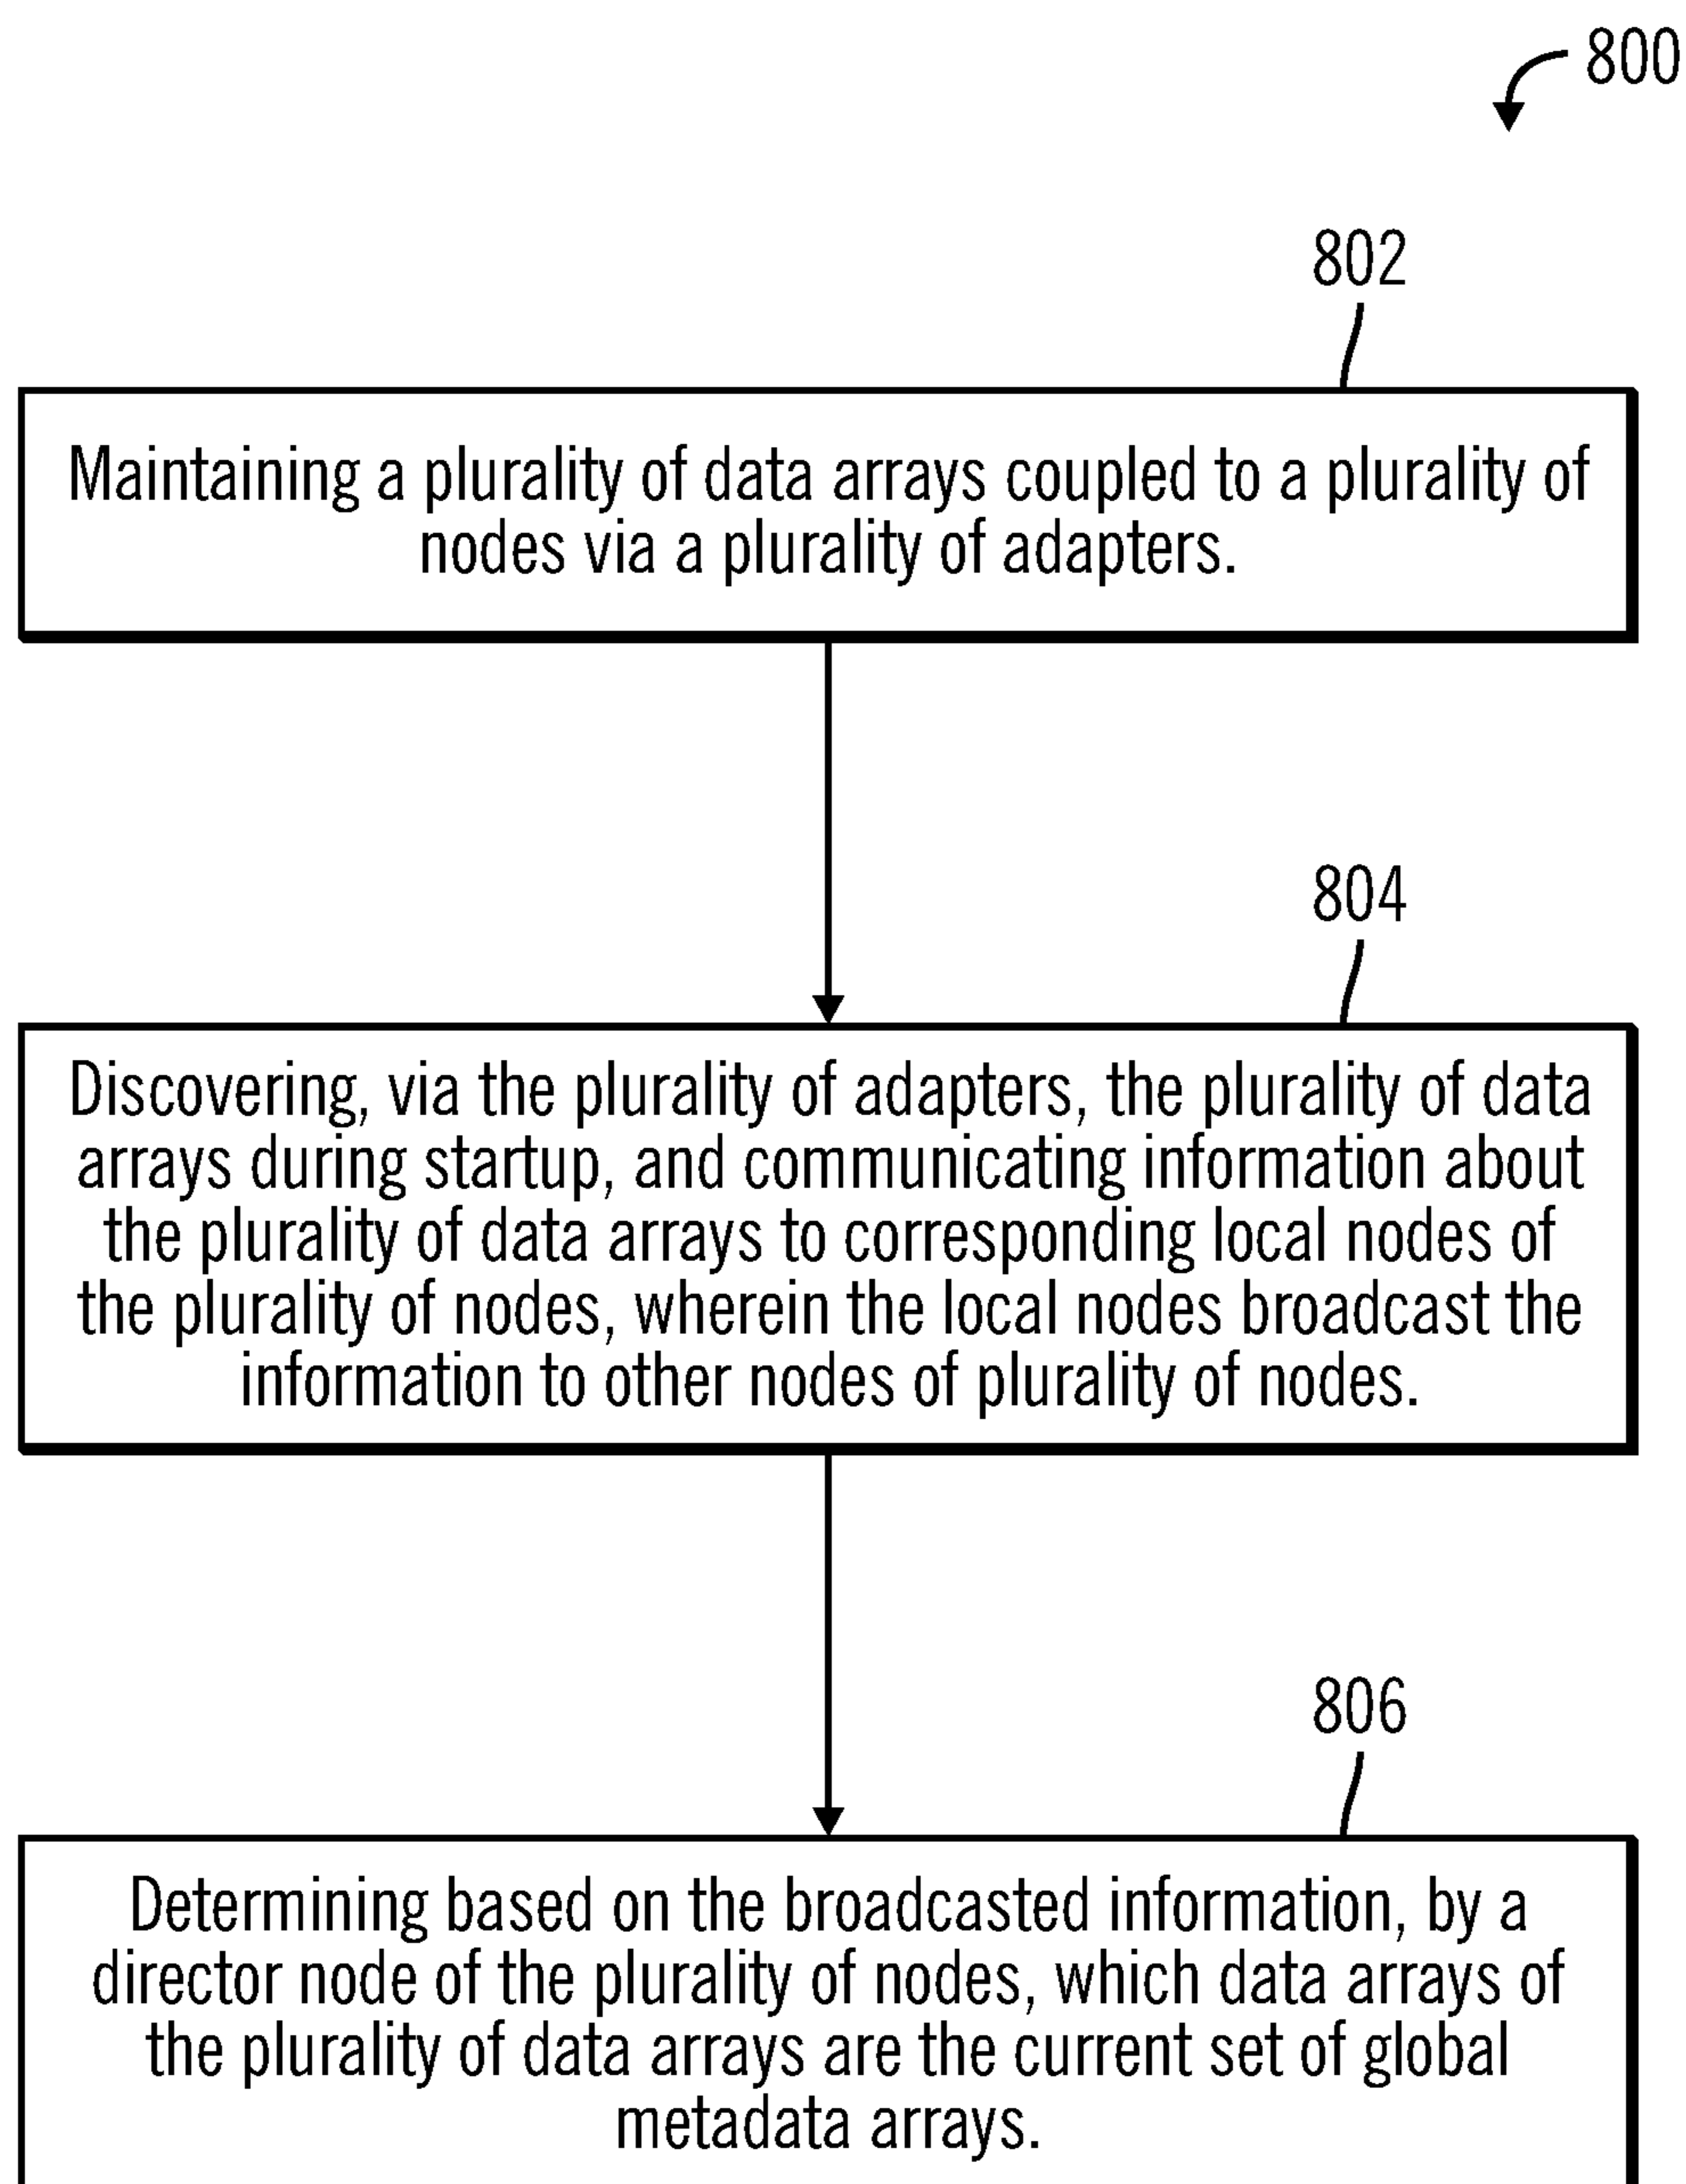 800
802
Maintaining a plurality of data arrays coupled to a plurality of
nodes via a plurality of adapters.
804
Discovering, via the plurality of adapters, the plurality of data
arrays during startup, and communicating information about
the plurality of data arrays to corresponding local nodes of
the plurality of nodes, wherein the local nodes broadcast the
information to other nodes of plurality of nodes.
806
Determining based on the broadcasted information, by a
director node of the plurality of nodes, which data arrays of
the plurality of data arrays are the current set of global
metadata arrays.